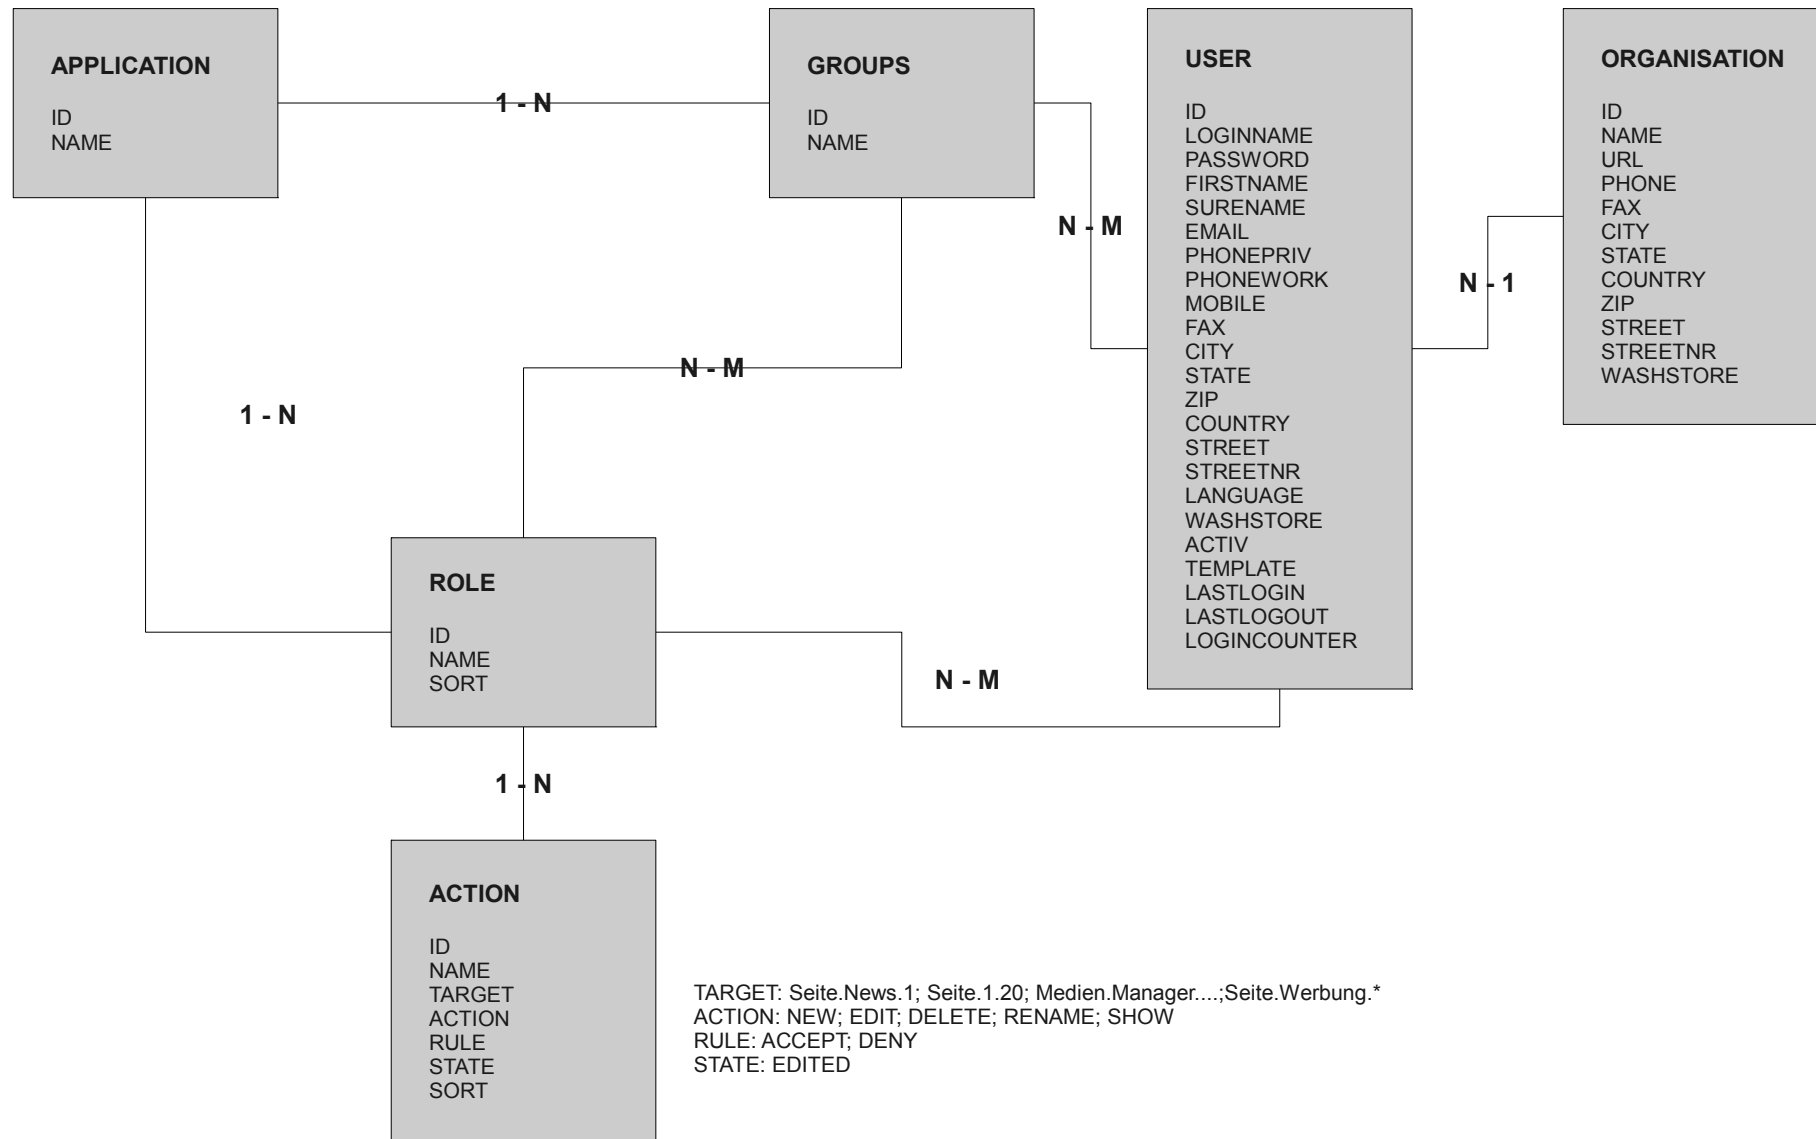 APPLICATION
ID
NAME
1 - N
GROUPS
ID
NAME
N - M
USER
ID
LOGINNAME
PASSWORD
FIRSTNAME
SURENAME
EMAIL
PHONEPRIV
PHONEWORK
MOBILE
FAX
CITY
STATE
ZIP
COUNTRY
STREET
STREETNR
LANGUAGE
WASHSTORE
ACTIV
TEMPLATE
LASTLOGIN
LASTLOGOUT
LOGINCOUNTER
N - 1
ORGANISATION
ID
NAME
URL
PHONE
FAX
CITY
STATE
COUNTRY
ZIP
STREET
STREETNR
WASHSTORE
N - M
1 - N
ROLE
ID
NAME
SORT
N - M
1 - N
ACTION
ID
NAME
TARGET
ACTION
RULE
STATE
SORT
TARGET: Seite.News.1; Seite.1.20; Medien.Manager....;Seite.Werbung.*
ACTION: NEW; EDIT; DELETE; RENAME; SHOW
RULE: ACCEPT; DENY
STATE: EDITED